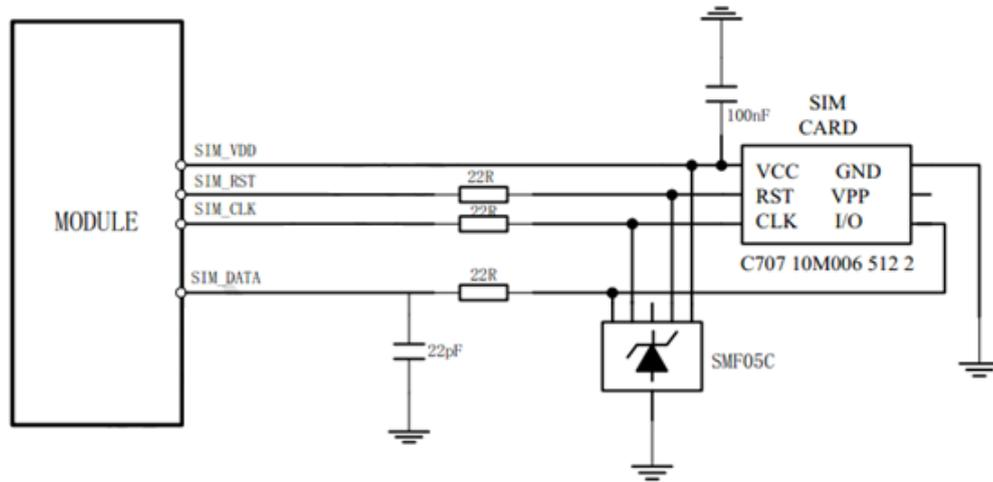 100nF
SIM
CARD
SIM_VDD
VCC GND
SIM_RST
22R
RST VPP
SIM_CLK
22R
CLK I/O
MODULE
C707 10M006 512 2
SIM_DATA
22R
22pF
SMF05C